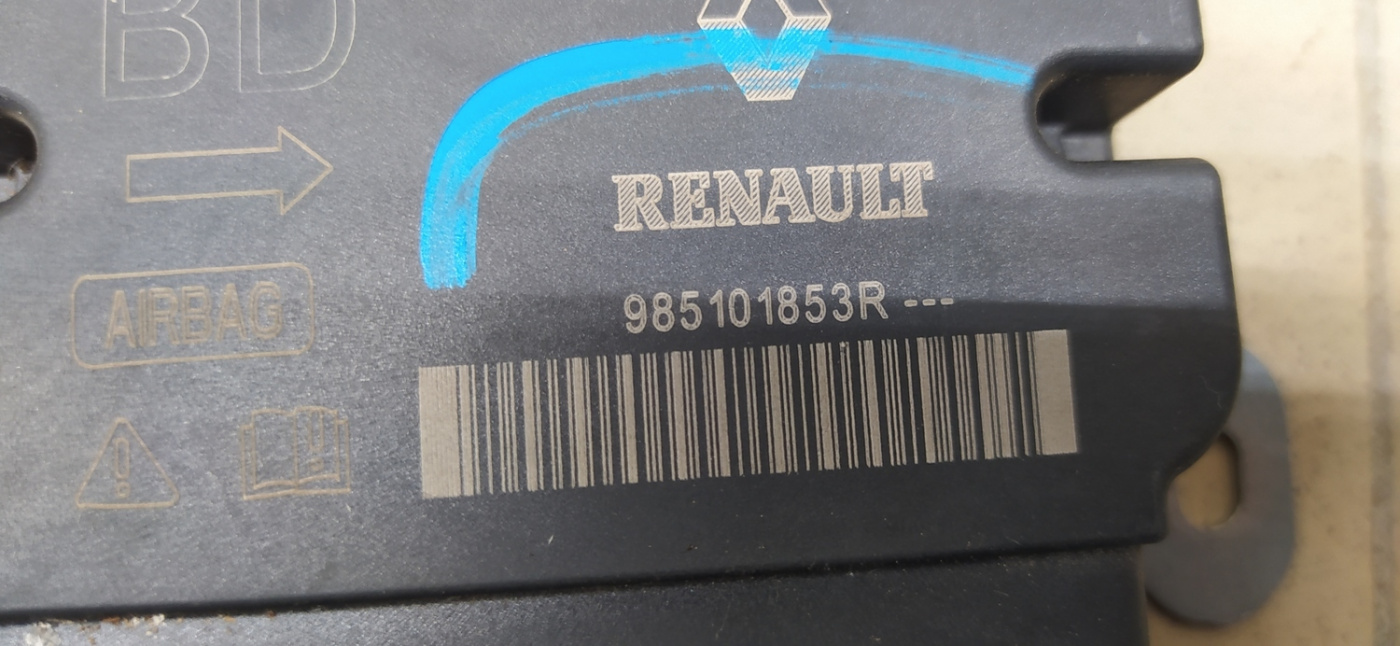 BD
RENAULT
985101853R ---
AIRBAG